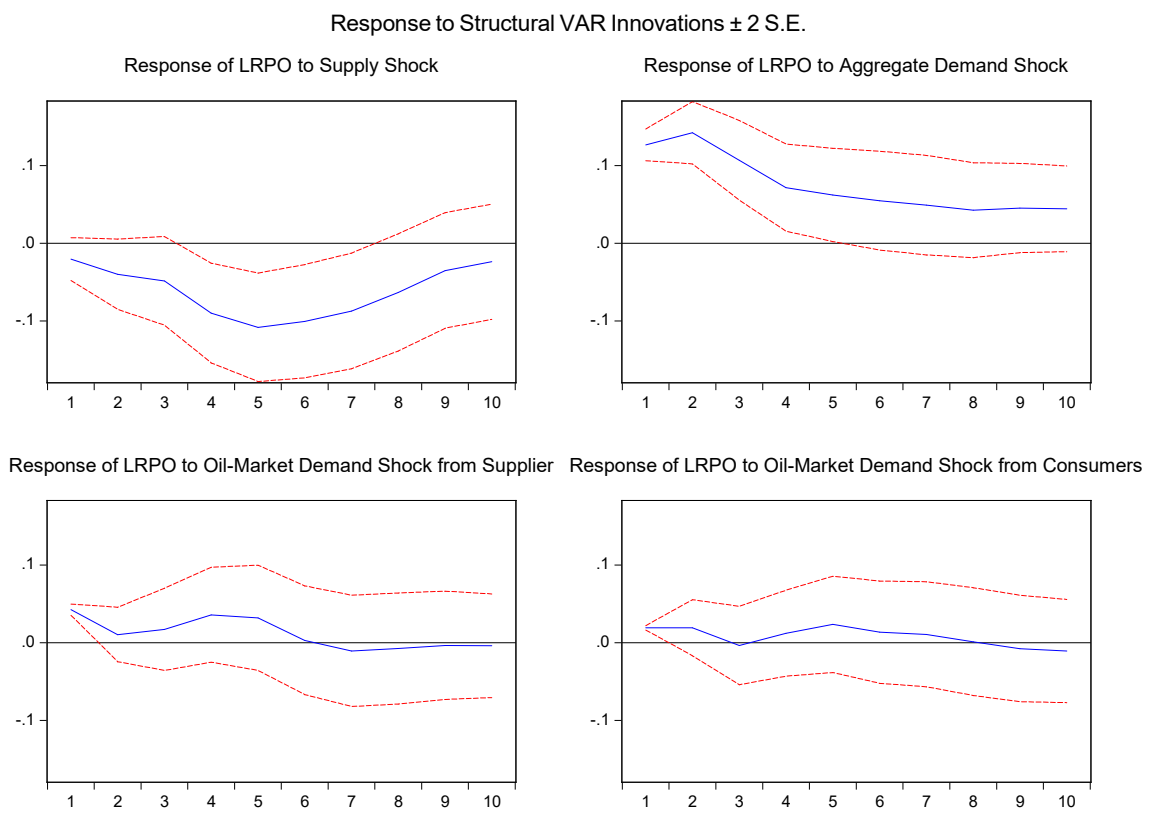 Response to Structural VAR Innovations ± 2 S.E.
Response of LRPO to Supply Shock
.1
.0
-.1
1 2 3 4 5 6 7 8 9 10
Response of LRPO to Aggregate Demand Shock
.1
.0
-.1
1 2 3 4 5 6 7 8 9 10
Response of LRPO to Oil-Market Demand Shock from Supplier
.1
.0
-.1
1 2 3 4 5 6 7 8 9 10
Response of LRPO to Oil-Market Demand Shock from Consumers
.1
.0
-.1
1 2 3 4 5 6 7 8 9 10